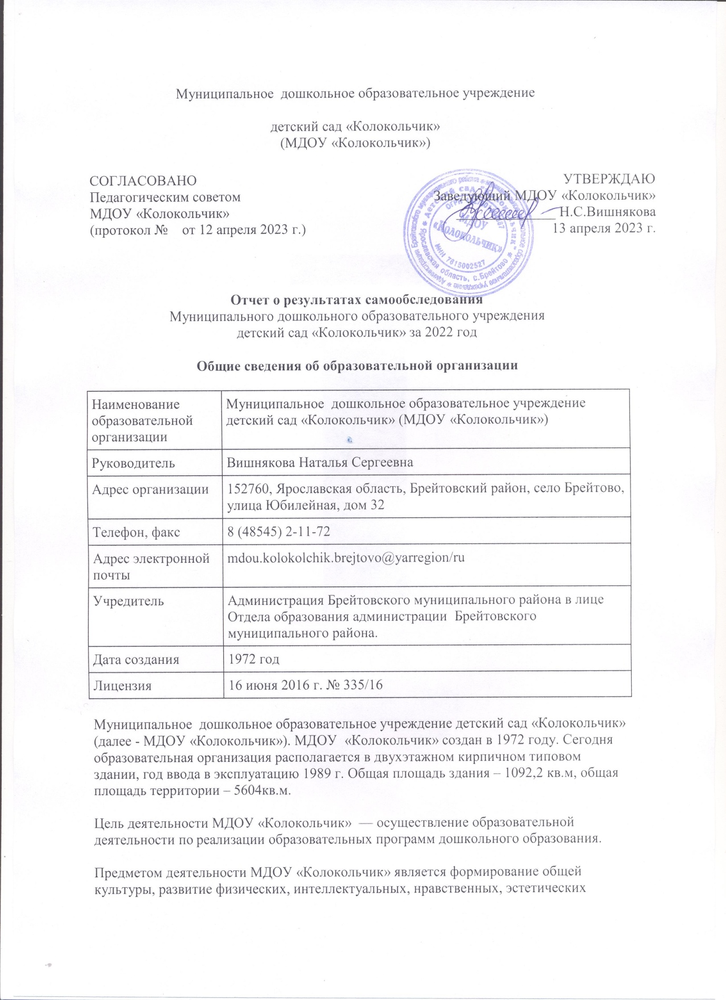 Муниципальное дошкольное образовательное учреждение
детский сад «Колокольчик»
(МДОУ «Колокольчик»)
СОГЛАСОВАНО
Педагогическим советом
МДОУ «Колокольчик»
(протокол № от 12 апреля 2023 г.)
УТВЕРЖДАЮ
Заведующий МДОУ «Колокольчик»
Н.С.Вишнякова
13 апреля 2023 г.
МДОУ
«Колокольчик»
ИНН 7615002527
Ярославская область, с.Брейтово
Отчет о результатах самообследования
Муниципального дошкольного образовательного учреждения
детский сад «Колокольчик» за 2022 год
Общие сведения об образовательной организации
Наименование
образовательной
организации
Муниципальное дошкольное образовательное учреждение
детский сад «Колокольчик» (МДОУ «Колокольчик»)
Руководитель
Вишнякова Наталья Сергеевна
Адрес организации
152760, Ярославская область, Брейтовский район, село Брейтово,
улица Юбилейная, дом 32
Телефон, факс
8 (48545) 2-11-72
Адрес электронной
почты
mdou.kolokolchik.brejtovo@yarregion/ru
Учредитель
Администрация Брейтовского муниципального района в лице
Отдела образования администрации Брейтовского
муниципального района.
Дата создания
1972 год
Лицензия
16 июня 2016 г. № 335/16
Муниципальное дошкольное образовательное учреждение детский сад «Колокольчик»
(далее - МДОУ «Колокольчик»). МДОУ «Колокольчик» создан в 1972 году. Сегодня
образовательная организация располагается в двухэтажном кирпичном типовом
здании, год ввода в эксплуатацию 1989 г. Общая площадь здания – 1092,2 кв.м, общая
площадь территории – 5604кв.м.
Цель деятельности МДОУ «Колокольчик» — осуществление образовательной
деятельности по реализации образовательных программ дошкольного образования.
Предметом деятельности МДОУ «Колокольчик» является формирование общей
культуры, развитие физических, интеллектуальных, нравственных, эстетических